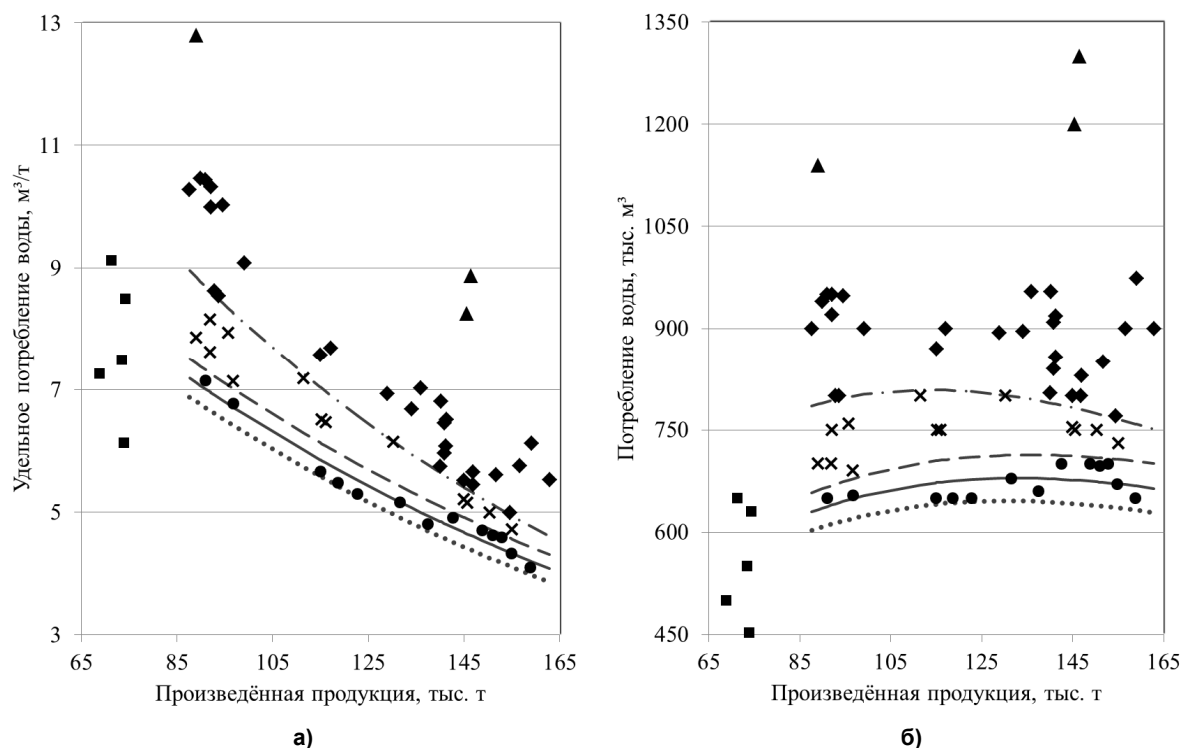 Удельное потребление воды, м³/т
13
11
9
7
5
3
65 85 105 125 145 165
Произведённая продукция, тыс. т
а)
Потребление воды, тыс. м³
1350
1200
1050
900
750
600
450
65 85 105 125 145 165
Произведённая продукция, тыс. т
б)